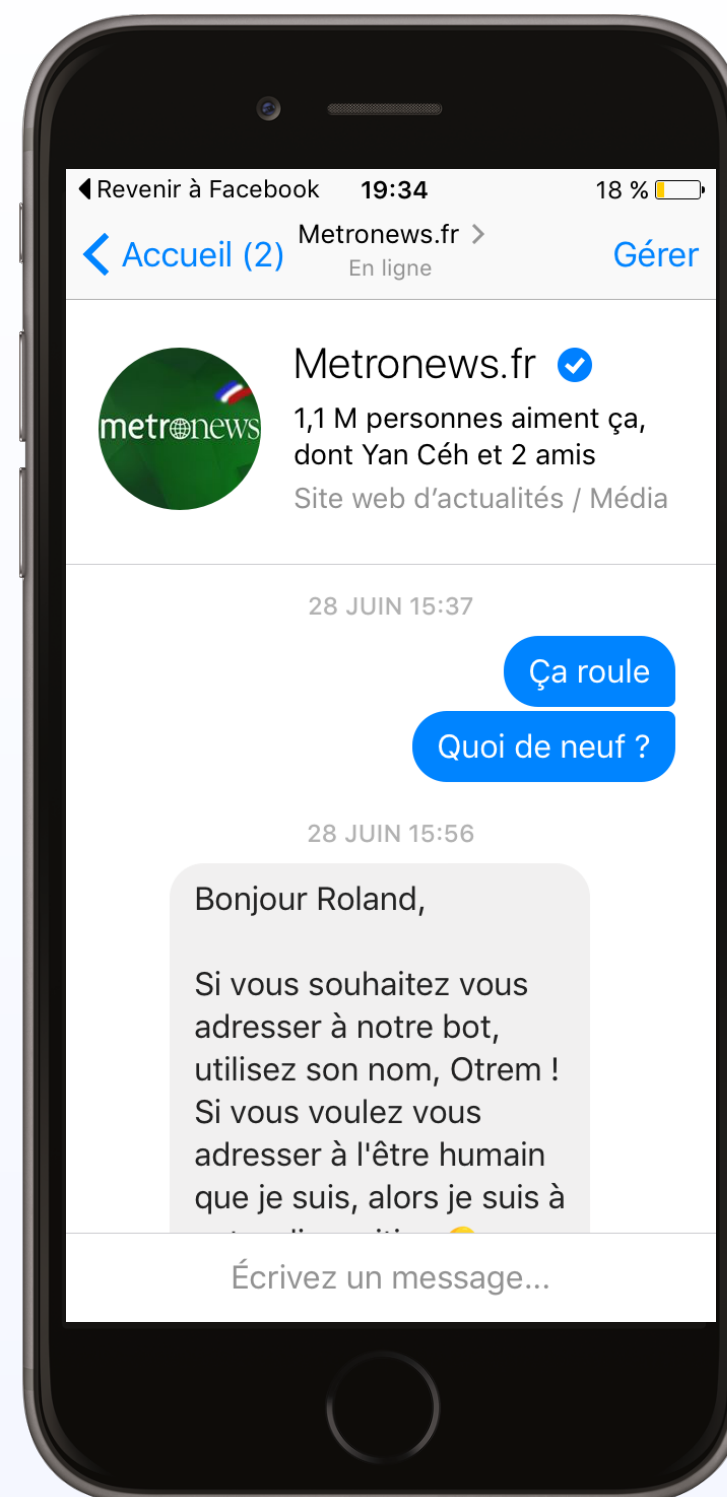 Revenir à Facebook 19:34 18 %
Accueil (2) Metronews.fr Gérer
En ligne
metronews
Metronews.fr
1,1 M personnes aiment ça,
dont Yan Céh et 2 amis
Site web d’actualités / Média
28 JUIN 15:37
Ça roule
Quoi de neuf ?
28 JUIN 15:56
Bonjour Roland,
Si vous souhaitez vous
adresser à notre bot,
utilisez son nom, Otrem !
Si vous voulez vous
adresser à l'être humain
que je suis, alors je suis à
Écrivez un message...